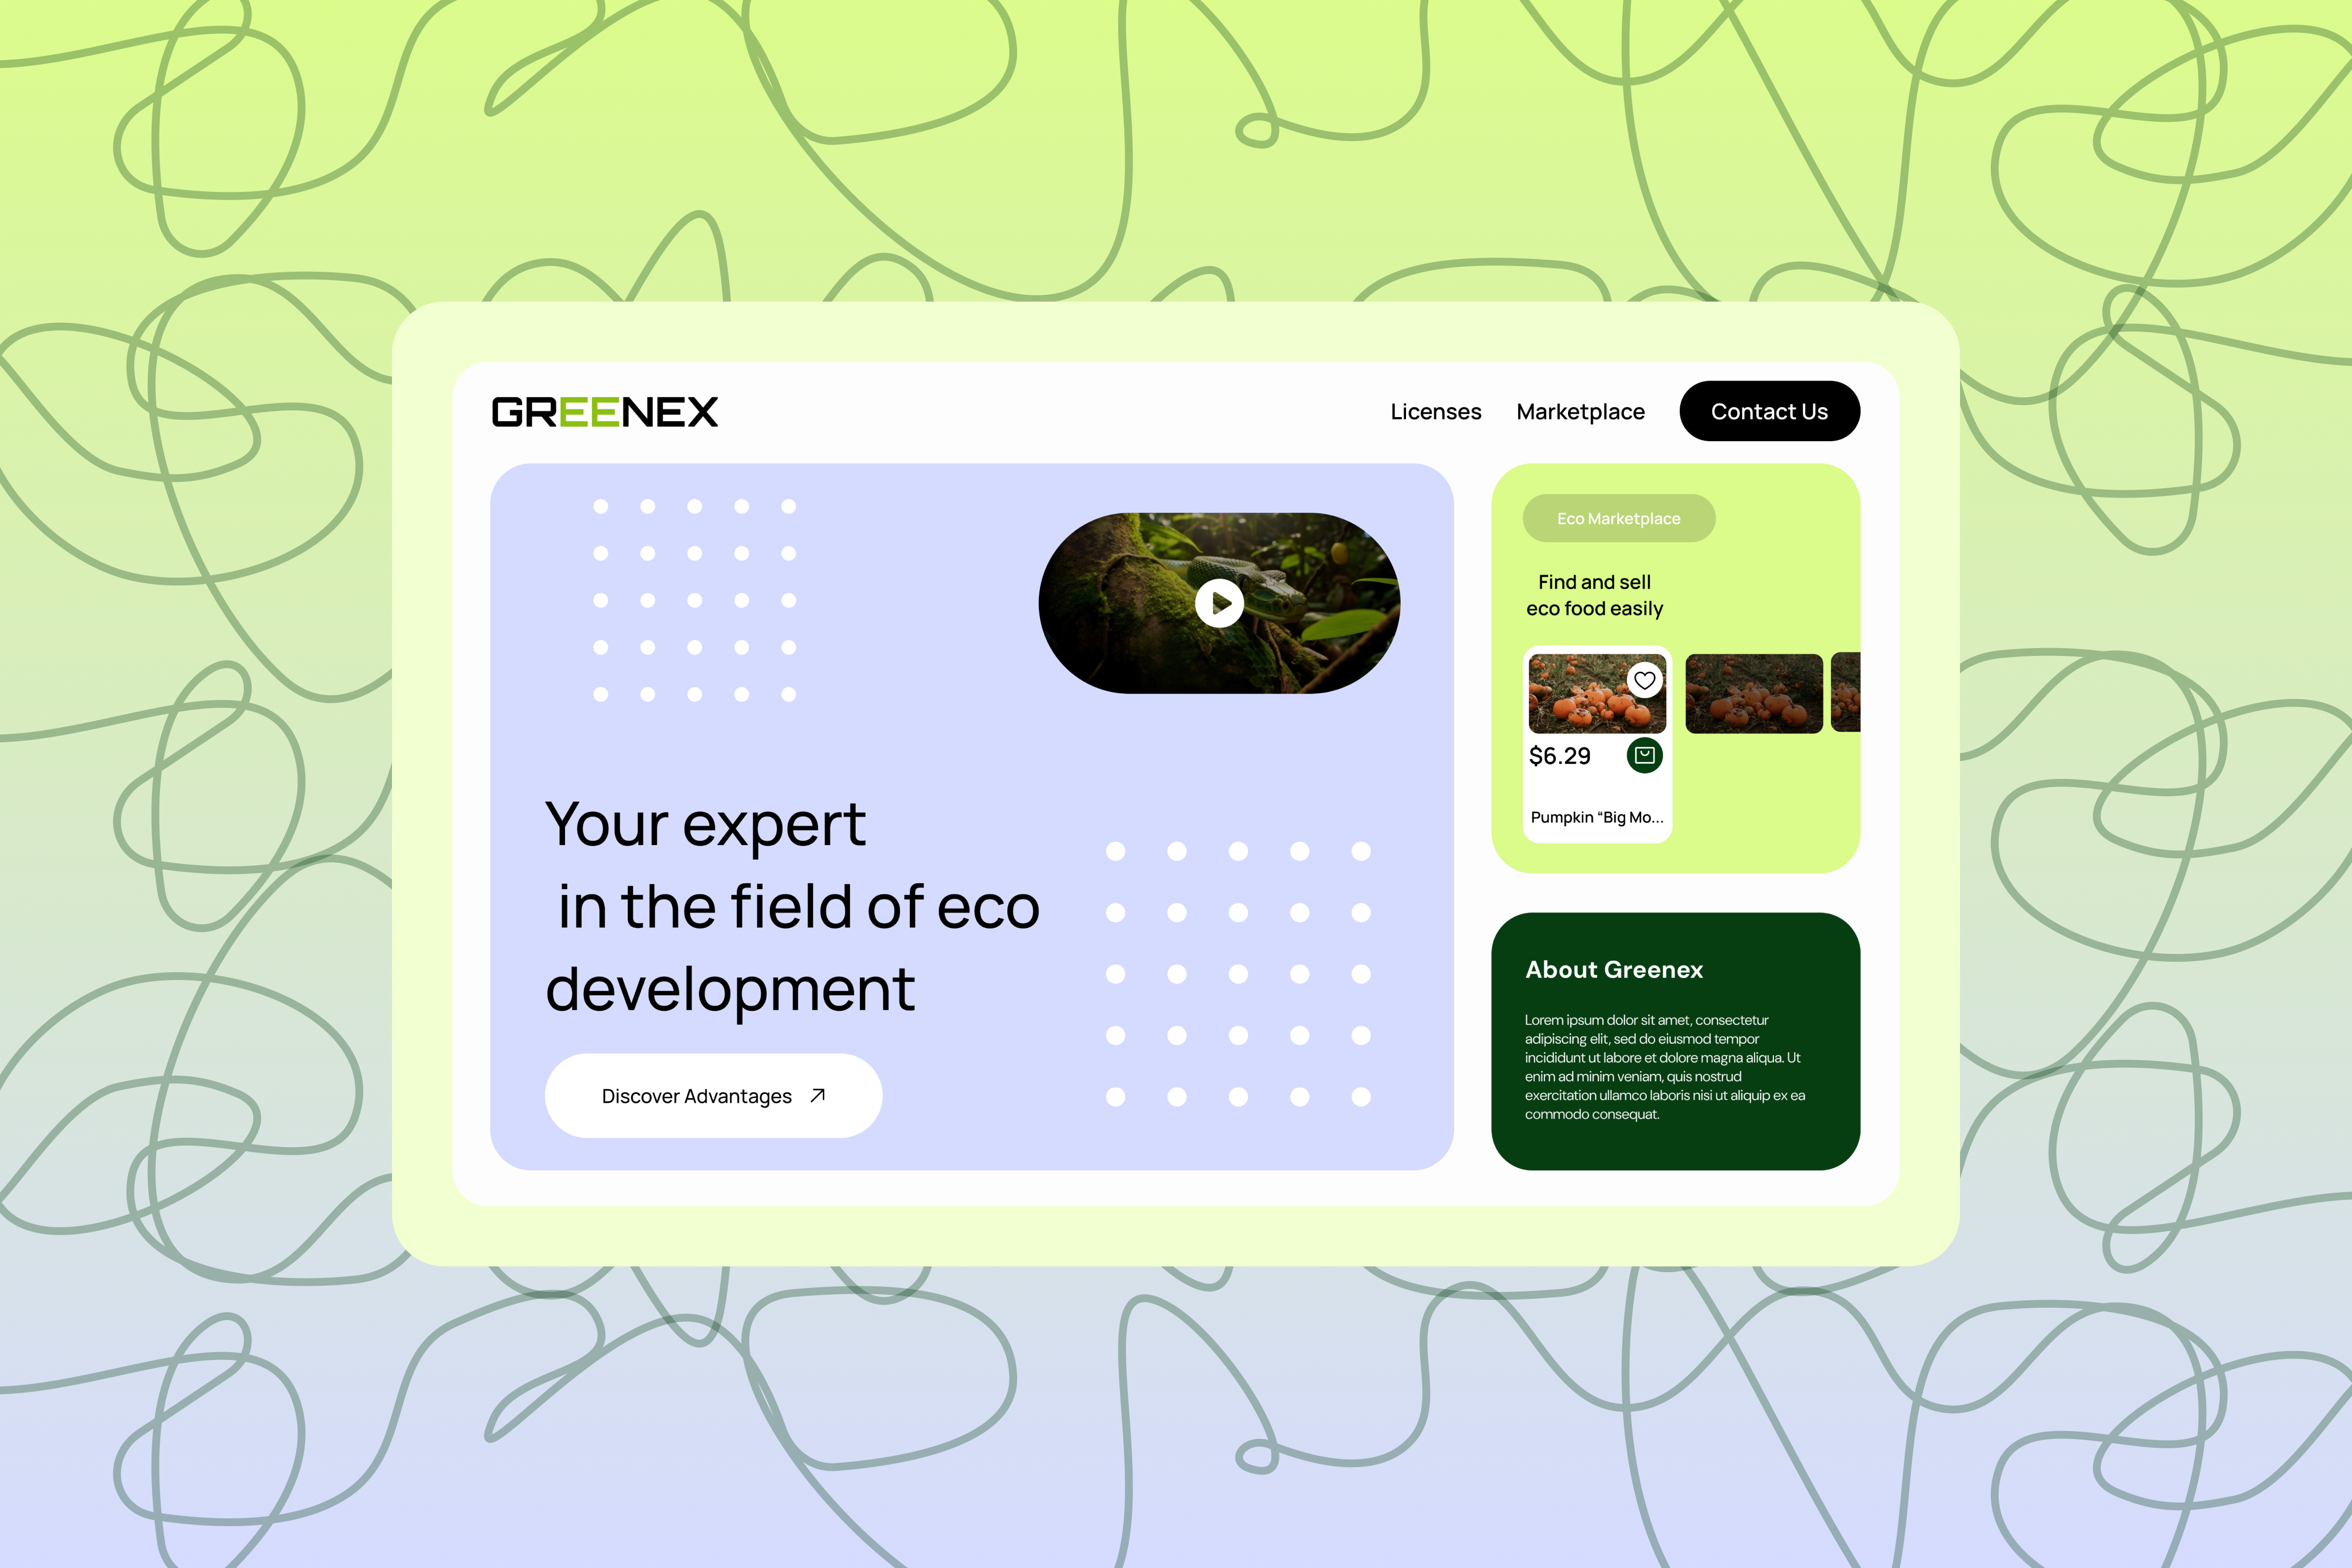 GREENEX
Licenses
Marketplace
Contact Us
Your expert
in the field of eco
development
Discover Advantages
Eco Marketplace
Find and sell
eco food easily
$6.29
Pumpkin “Big Mo...
About Greenex
Lorem ipsum dolor sit amet, consectetur
adipiscing elit, sed do eiusmod tempor
incididunt ut labore et dolore magna aliqua. Ut
enim ad minim veniam, quis nostrud
exercitation ullamco laboris nisi ut aliquip ex ea
commodo consequat.